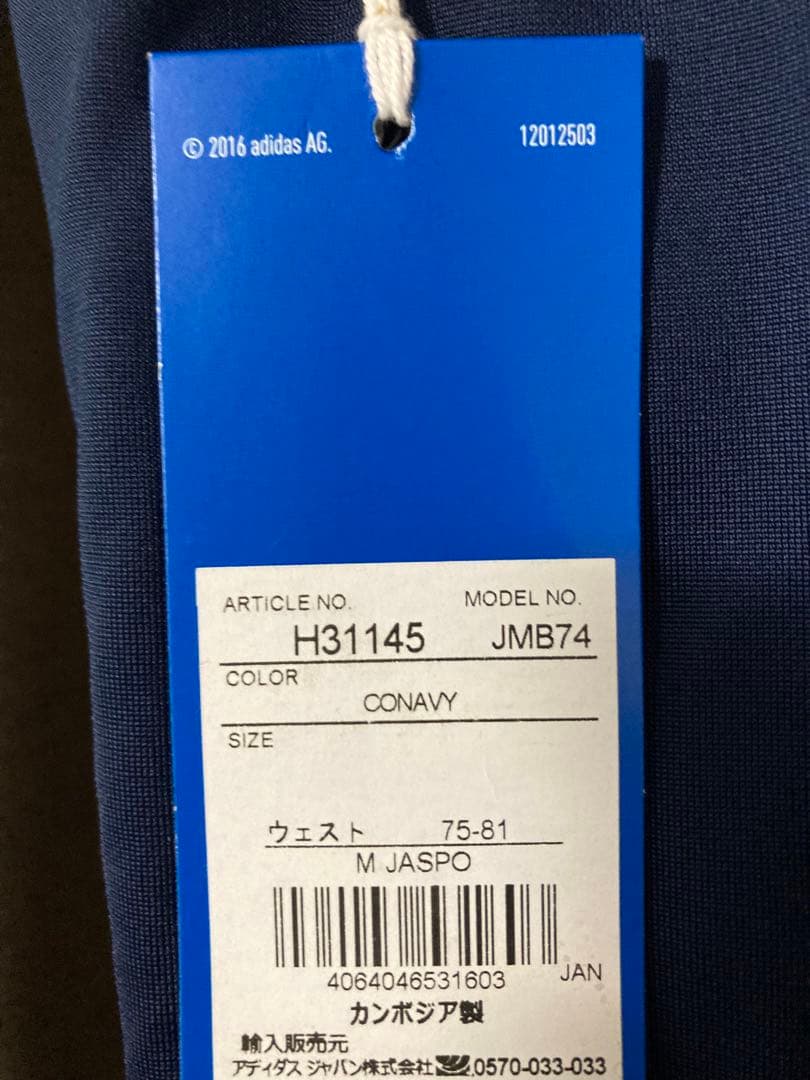 © 2016 adidas AG. 12012503
ARTICLE NO. MODEL NO.
H31145 JMB74
COLOR
CONAVY
SIZE
ウェスト 75-81
M JASPO
4064046531603 JAN
カンボジア製
輸入販売元
アディダス ジャパン株式会社 0570-033-033